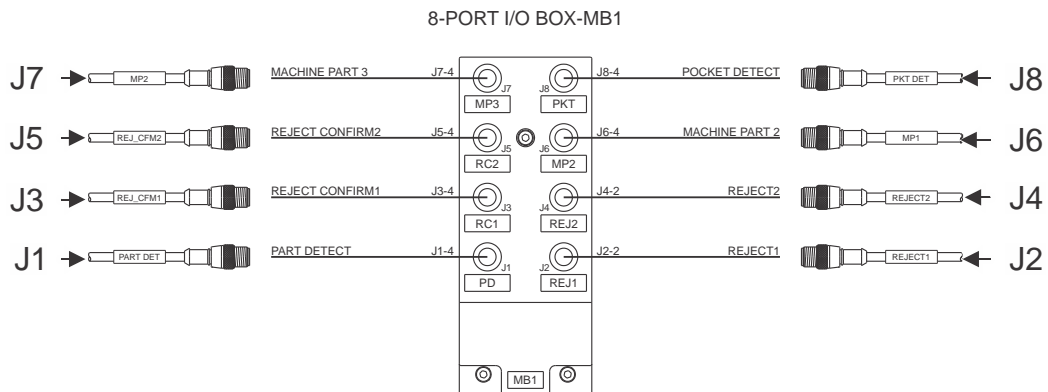 8-PORT I/O BOX-MB1
J7 MP2 MACHINE PART 3 J7-4 J7 J8 J8-4 POCKET DETECT PKT DET J8
MP3 PKT
J5 REJ_CFM2 REJECT CONFIRM2 J5-4 J5 J6 J6-4 MACHINE PART 2 MP1 J6
RC2 MP2
J3 REJ_CFM1 REJECT CONFIRM1 J3-4 J3 J4 J4-2 REJECT2 REJECT2 J4
RC1 REJ2
J1 PART DET PART DETECT J1-4 J1 J2 J2-2 REJECT1 REJECT1 J2
PD REJ1
MB1